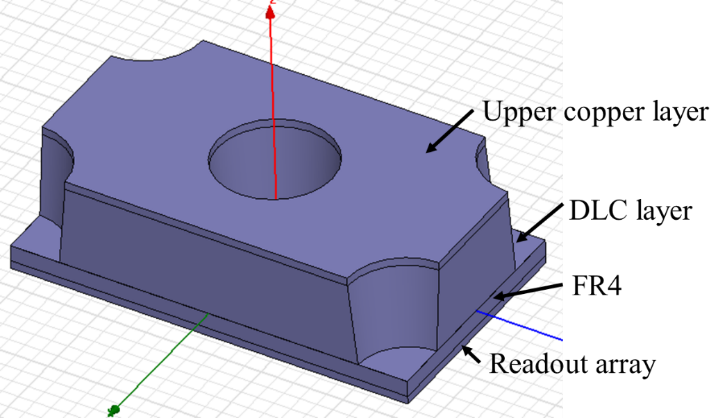 Upper copper layer
DLC layer
FR4
Readout array